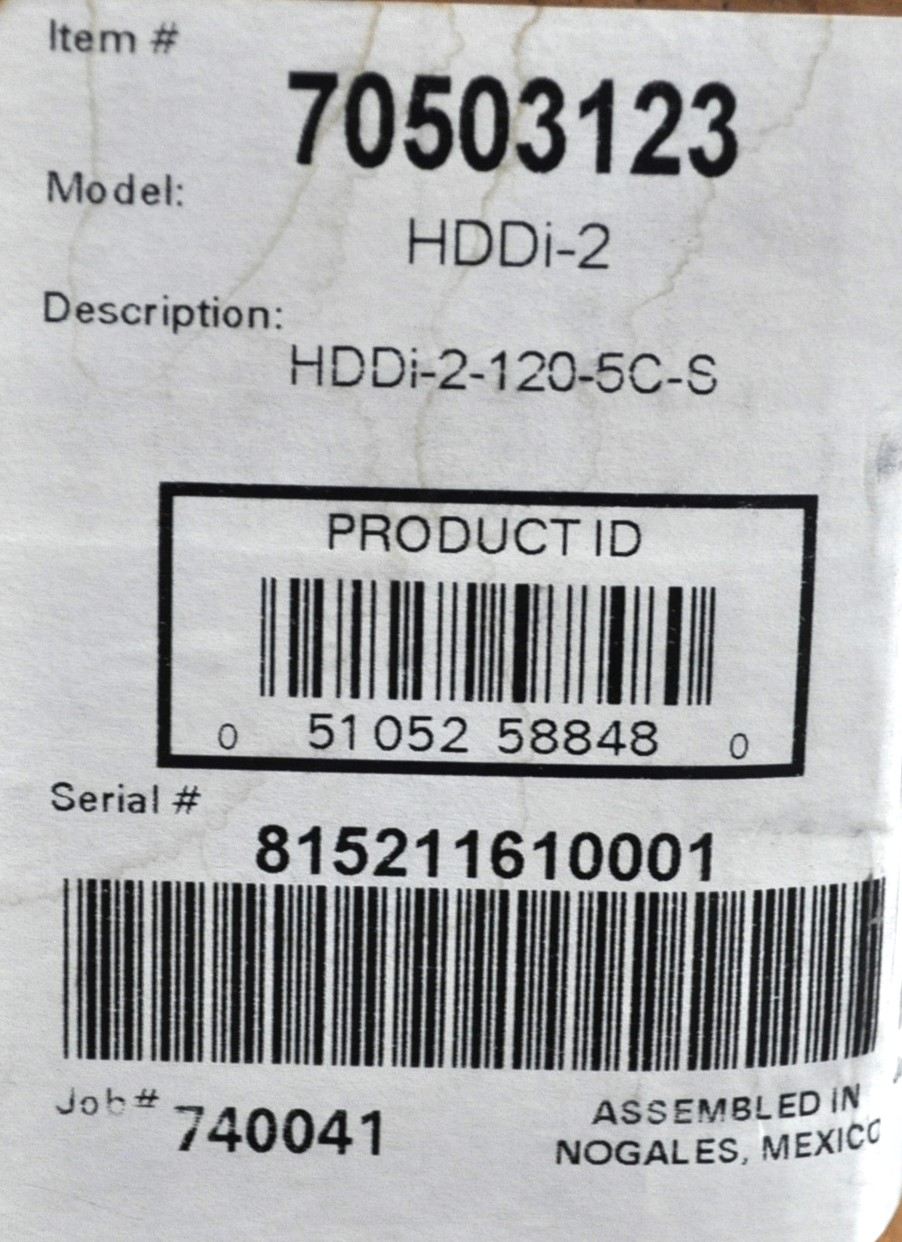 Item #
70503123
Model:
HDDi-2
Description:
HDDi-2-120-5C-S
PRODUCT ID
0 51052 58848 0
Serial #
815211610001
Job# 740041
ASSEMBLED IN
NOGALES, MEXICO